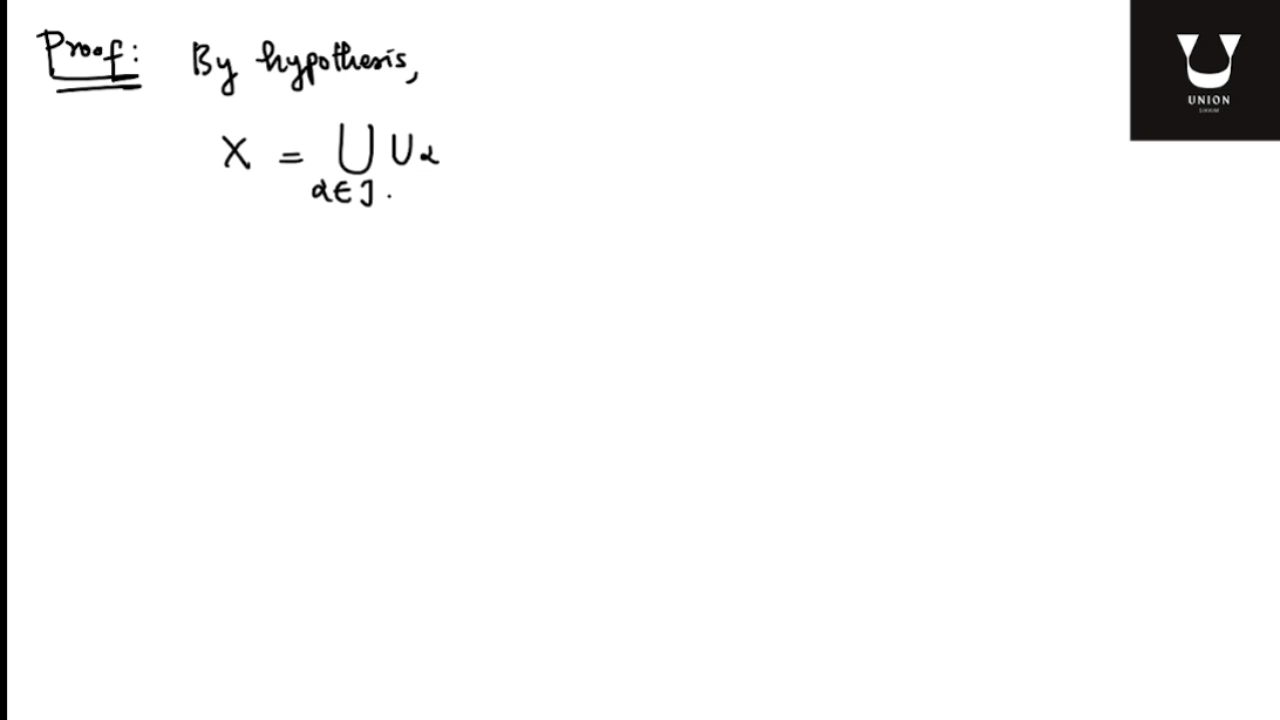 Proof: By hypothesis,
X = ⋃ Uα
α∈J.
UNION